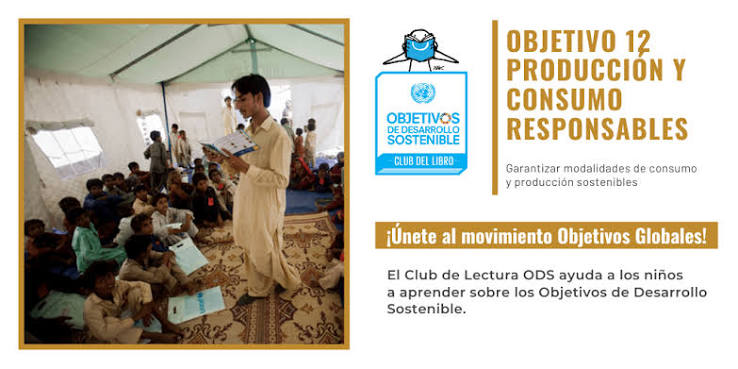 OBJETIVOS
DE DESARROLLO
SOSTENIBLE
CLUB DEL LIBRO
OBJETIVO 12
PRODUCCIÓN Y
CONSUMO
RESPONSABLES
Garantizar modalidades de consumo
y producción sostenibles
¡Únete al movimiento Objetivos Globales!
El Club de Lectura ODS ayuda a los niños
a aprender sobre los Objetivos de Desarrollo
Sostenible.